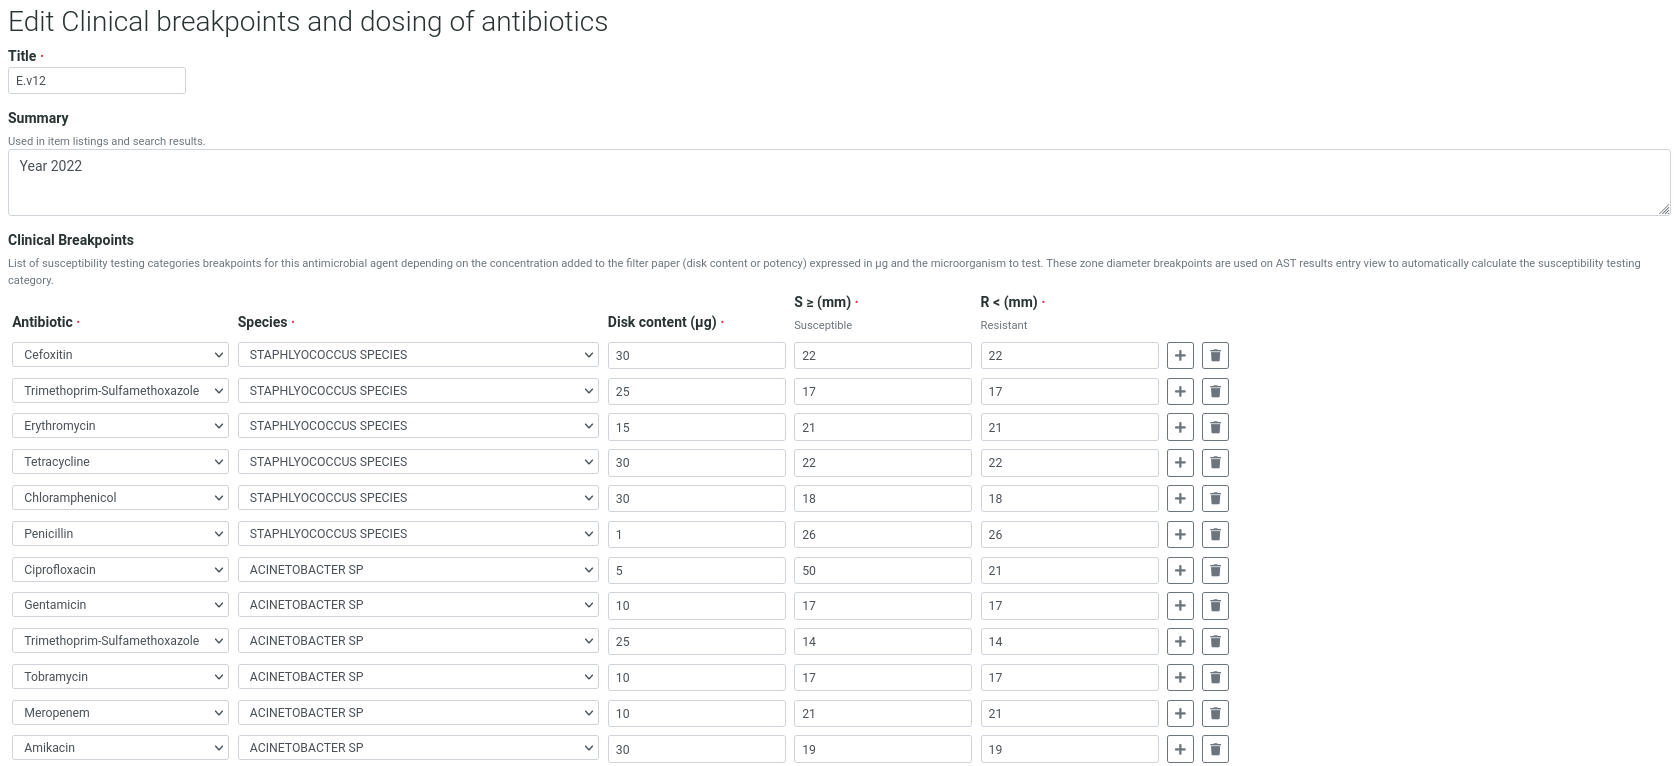 Edit Clinical breakpoints and dosing of antibiotics
Title
E.v12
Summary
Used in item listings and search results.
Year 2022
Clinical Breakpoints
List of susceptibility testing categories breakpoints for this antimicrobial agent depending on the concentration added to the filter paper (disk content or potency) expressed in µg and the microorganism to test. These zone diameter breakpoints are used on AST results entry view to automatically calculate the susceptibility testing
category.
Antibiotic Species Disk content (µg) S ≥ (mm) R < (mm)
Susceptible Resistant
Cefoxitin STAPHLYOCOCCUS SPECIES 30 22 22
Trimethoprim-Sulfamethoxazole STAPHLYOCOCCUS SPECIES 25 17 17
Erythromycin STAPHLYOCOCCUS SPECIES 15 21 21
Tetracycline STAPHLYOCOCCUS SPECIES 30 22 22
Chloramphenicol STAPHLYOCOCCUS SPECIES 30 18 18
Penicillin STAPHLYOCOCCUS SPECIES 1 26 26
Ciprofloxacin ACINETOBACTER SP 5 50 21
Gentamicin ACINETOBACTER SP 10 17 17
Trimethoprim-Sulfamethoxazole ACINETOBACTER SP 25 14 14
Tobramycin ACINETOBACTER SP 10 17 17
Meropenem ACINETOBACTER SP 10 21 21
Amikacin ACINETOBACTER SP 30 19 19